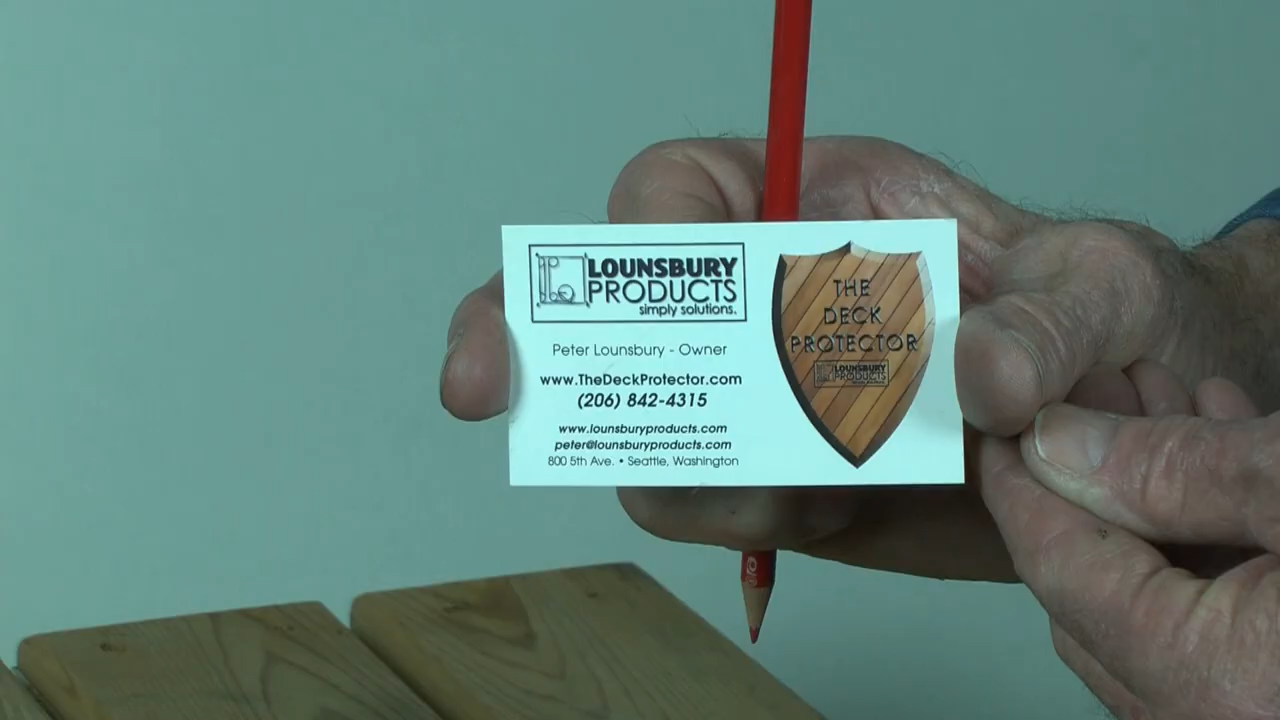 LOUNSBURY
PRODUCTS
simply solutions.
Peter Lounsbury - Owner
www.TheDeckProtector.com
(206) 842-4315
www.lounsburyproducts.com
peter@lounsburyproducts.com
800 5th Ave. • Seattle, Washington
THE
DECK
PROTECTOR
LOUNSBURY
PRODUCTS